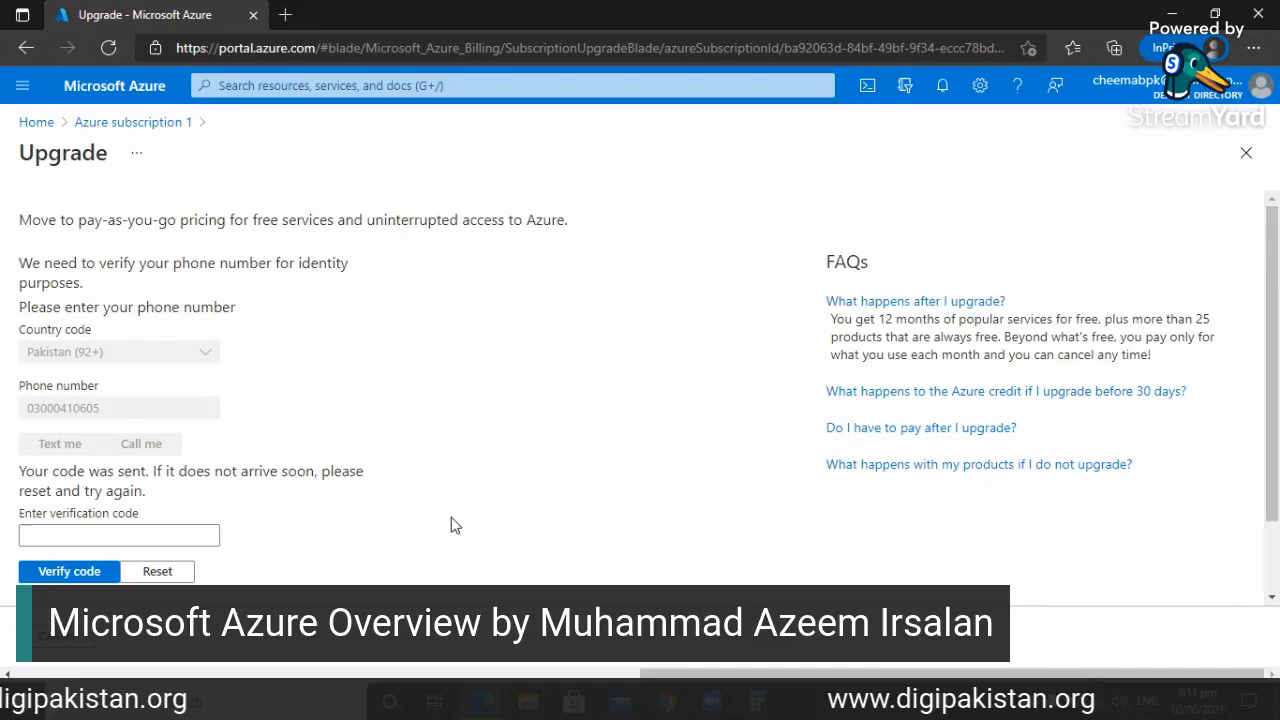 Upgrade - Microsoft Azure
Powered by
https://portal.azure.com/#blade/Microsoft_Azure_Billing/SubscriptionUpgradeBlade/azureSubscriptionId/ba92063d-84bf-49bf-9f34-eccc78bd...
Microsoft Azure
Search resources, services, and docs (G+/)
cheemabpk@
StreamYard
Home > Azure subscription 1 >
Upgrade ...
Move to pay-as-you-go pricing for free services and uninterrupted access to Azure.
We need to verify your phone number for identity
purposes.
Please enter your phone number
Country code
Pakistan (92+)
Phone number
03000410605
Text me Call me
Your code was sent. If it does not arrive soon, please
reset and try again.
Enter verification code
Verify code Reset
FAQs
What happens after I upgrade?
You get 12 months of popular services for free, plus more than 25
products that are always free. Beyond what's free, you pay only for
what you use each month and you can cancel any time!
What happens to the Azure credit if I upgrade before 30 days?
Do I have to pay after I upgrade?
What happens with my products if I do not upgrade?
Microsoft Azure Overview by Muhammad Azeem Irsalan
digipakistan.org
www.digipakistan.org
ENG
9:11 pm
10/06/2021